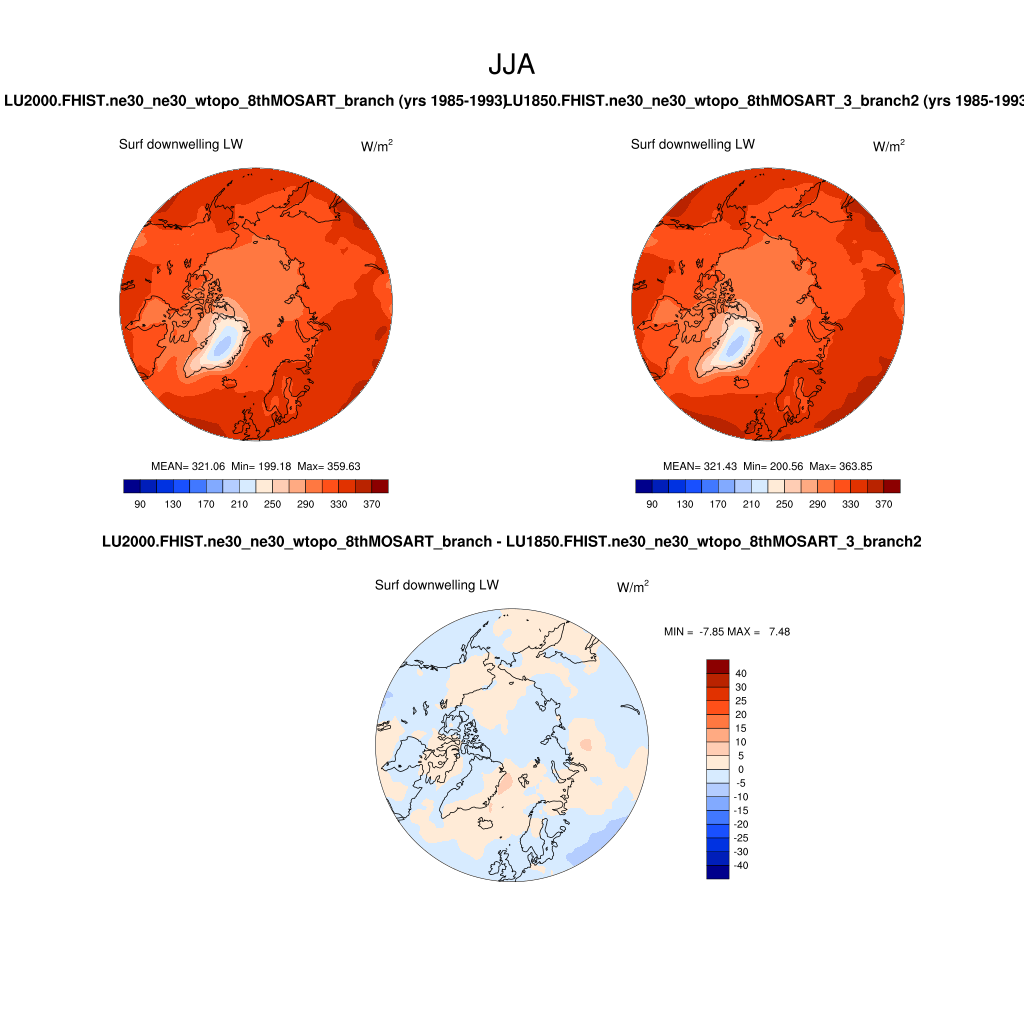 JJA
LU2000.FHIST.ne30_ne30_wtopo_8thMOSART_branch (yrs 1985-1993)
LU1850.FHIST.ne30_ne30_wtopo_8thMOSART_3_branch2 (yrs 1985-1993
Surf downwelling LW W/m2
Surf downwelling LW W/m2
MEAN= 321.06 Min= 199.18 Max= 359.63
MEAN= 321.43 Min= 200.56 Max= 363.85
90 130 170 210 250 290 330 370
90 130 170 210 250 290 330 370
LU2000.FHIST.ne30_ne30_wtopo_8thMOSART_branch - LU1850.FHIST.ne30_ne30_wtopo_8thMOSART_3_branch2
Surf downwelling LW W/m2
MIN = -7.85 MAX = 7.48
40
30
25
20
15
10
5
0
-5
-10
-15
-20
-25
-30
-40